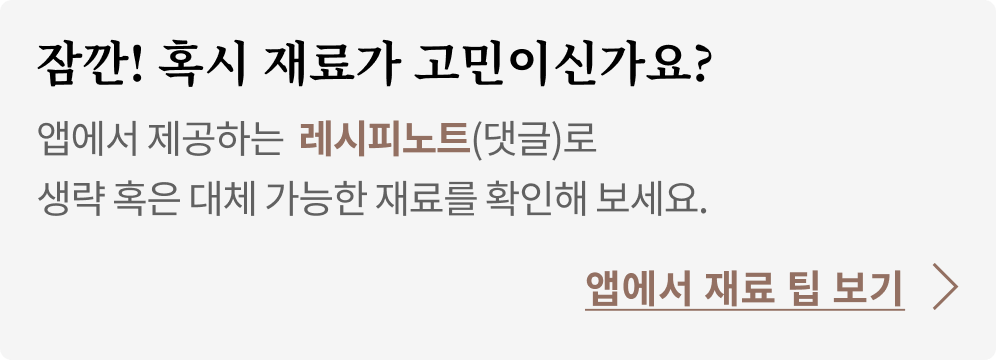 잠깐! 혹시 재료가 고민이신가요?
앱에서 제공하는 레시피노트(댓글)로
생략 혹은 대체 가능한 재료를 확인해 보세요.
앱에서 재료 팁 보기